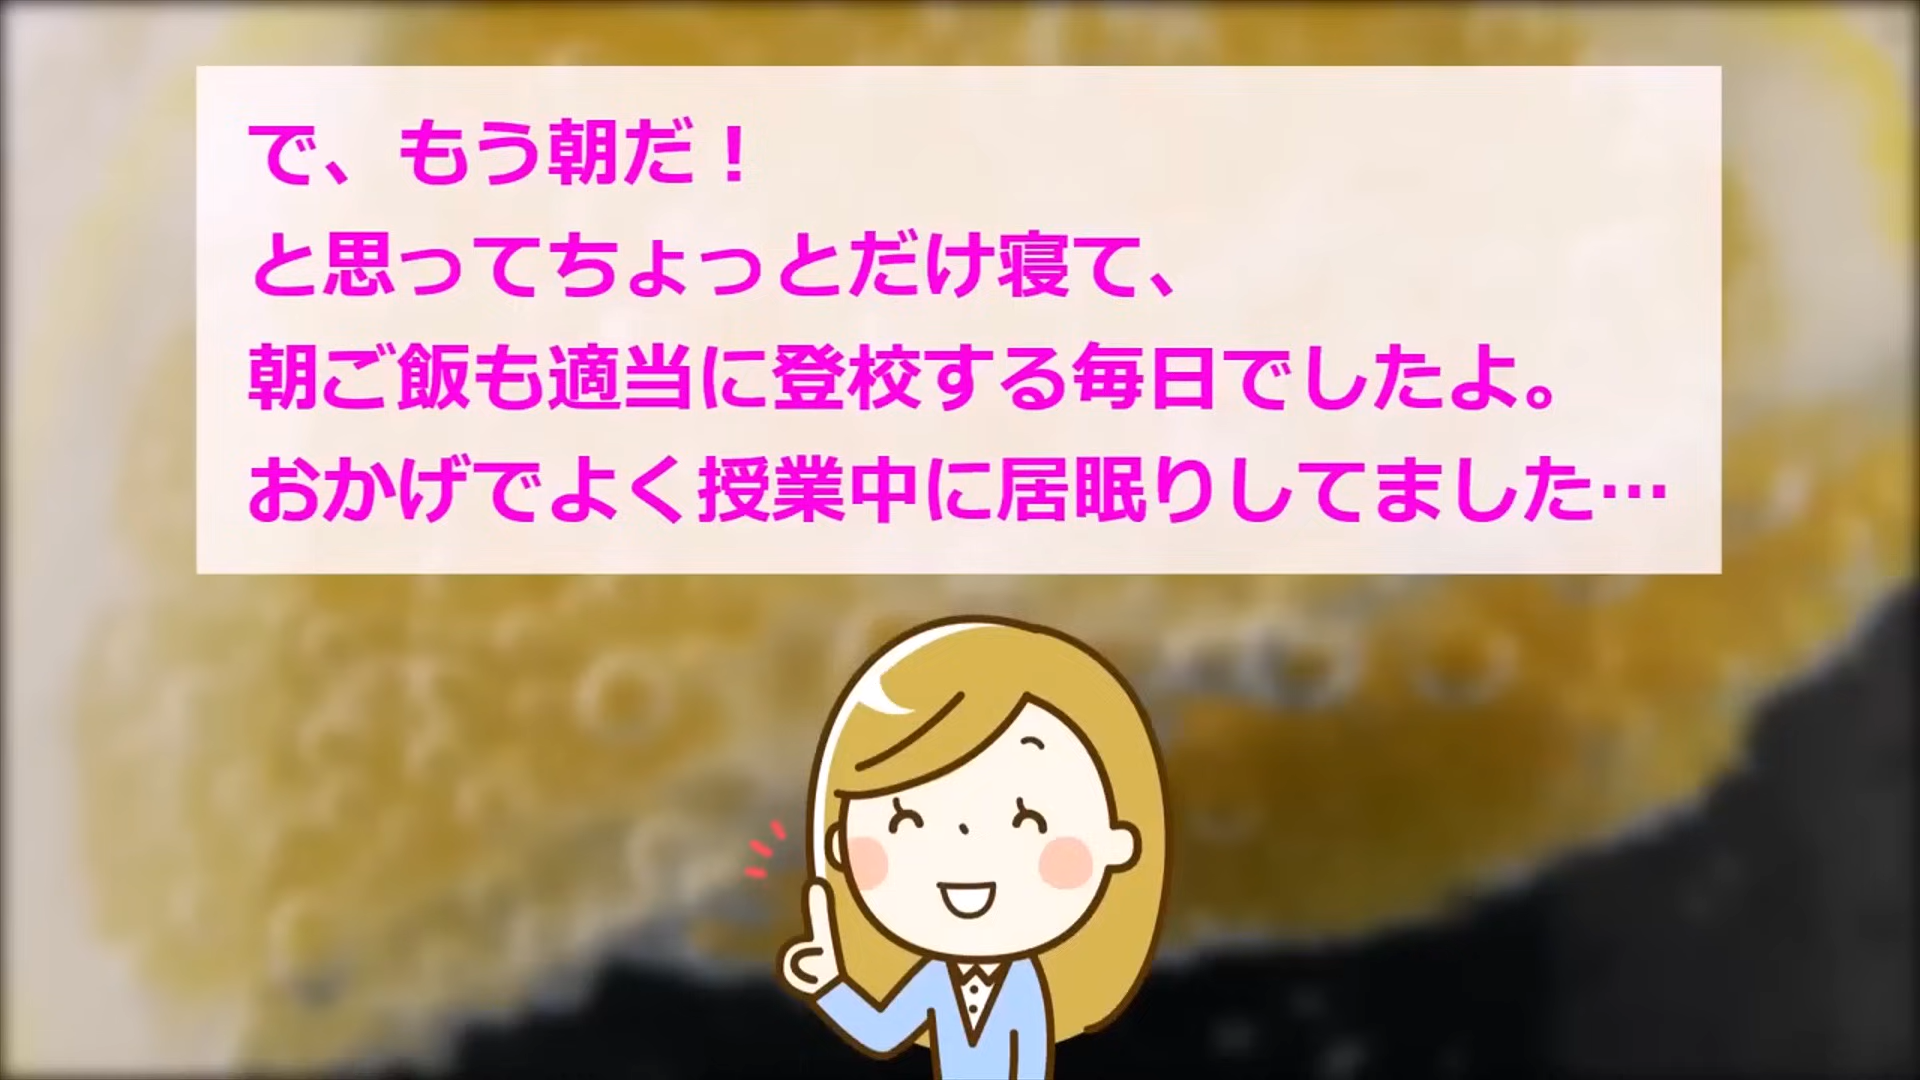 で、もう朝だ！
と思ってちょっとだけ寝て、
朝ご飯も適当に登校する毎日でしたよ。
おかげでよく授業中に居眠りしてました…